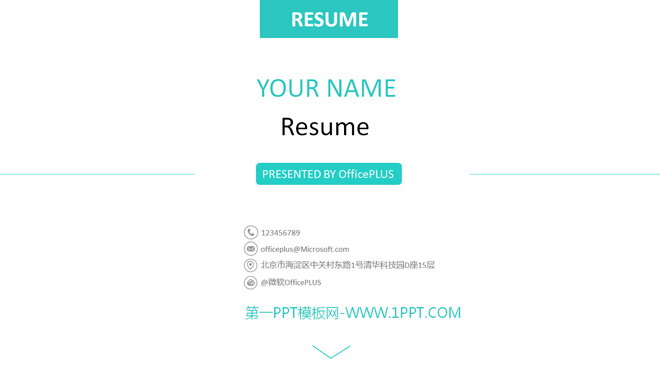 RESUME
YOUR NAME
Resume
PRESENTED BY OfficePLUS
123456789
officeplus@Microsoft.com
北京市海淀区中关村东路1号清华科技园D座15层
@微软OfficePLUS
第一PPT模板网-WWW.1PPT.COM